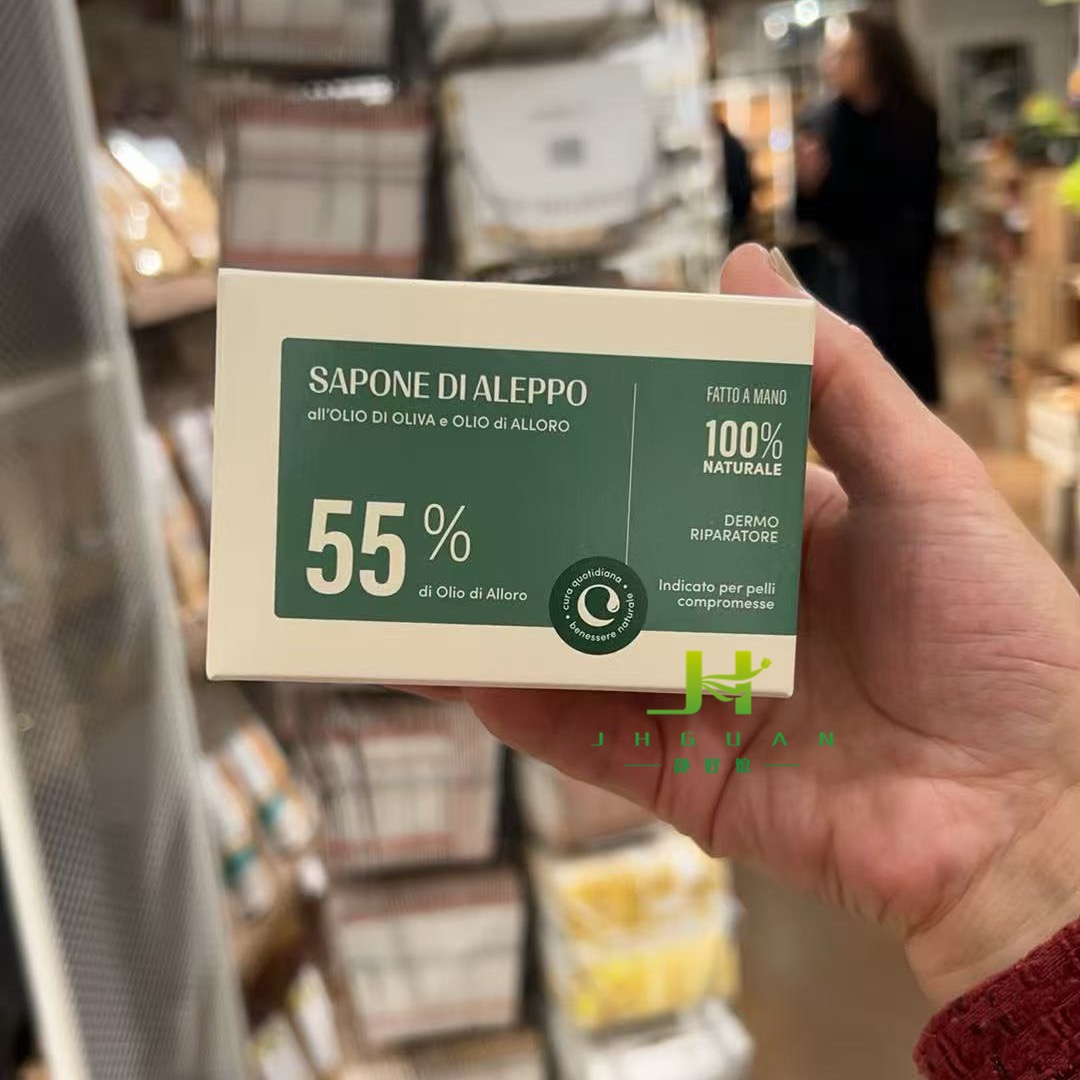 SAPONE DI ALEPPO
all'OLIO DI OLIVA e OLIO di ALLORO
55%
di Olio di Alloro
FATTO A MANO
100%
NATURALE
DERMO
RIPARATORE
Indicato per pelli
compromesse
cura quotidiana • benessere naturale •
JH
JHGUAN